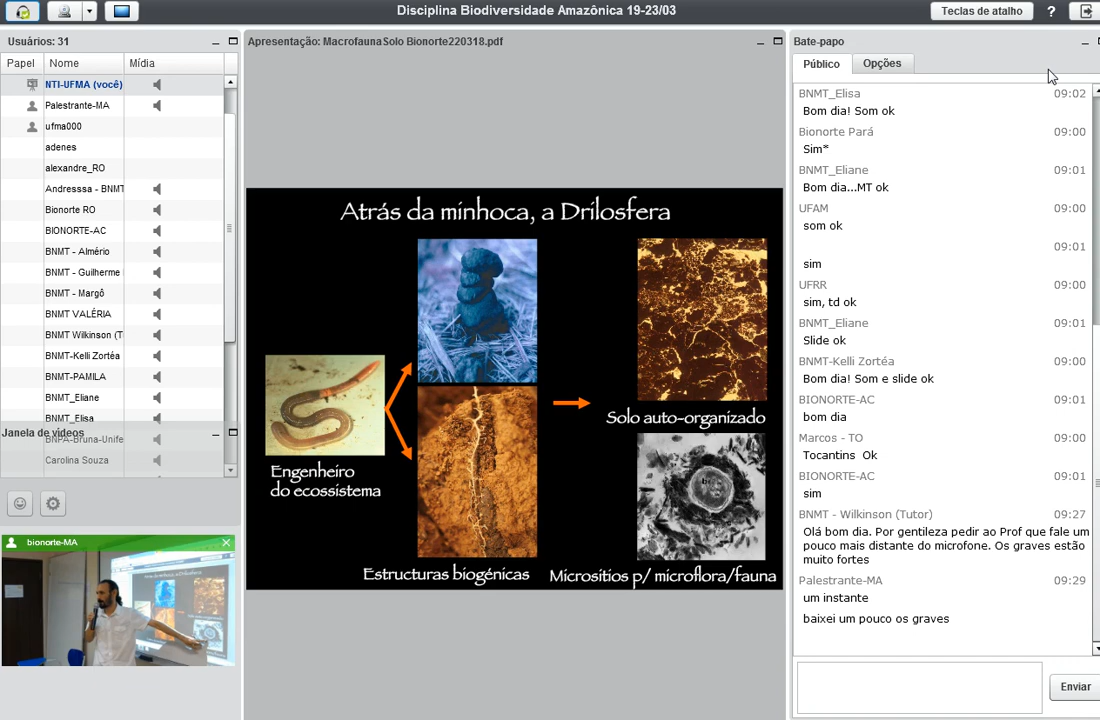 Disciplina Biodiversidade Amazônica 19-23/03
Teclas de atalho
?
Usuários: 31
Papel Nome Mídia
NTI-UFMA (você)
Palestrante-MA
ufma000
adenes
alexandre_RO
Andresssa - BNMT
Bionorte RO
BIONORTE-AC
BNMT - Almério
BNMT - Guilherme
BNMT - Margô
BNMT VALÉRIA
BNMT Wilkinson (T
BNMT-Kelli Zortéa
BNMT-PAMILA
BNMT_Eliane
BNMT_Elisa
Janela de vídeos
BNPA-Bruna-Unife
Carolina Souza
bionorte-MA
Atrás da minhoca, a Drilosfera
Apresentação: MacrofaunaSolo Bionorte220318.pdf
Atrás da minhoca, a Drilosfera
Engenheiro
do ecossistema
Estruturas biogénicas
Solo auto-organizado
Micrositios p/ microflora/fauna
Bate-papo
Público Opções
BNMT_Elisa 09:02
Bom dia! Som ok
Bionorte Pará 09:00
Sim*
BNMT_Eliane 09:01
Bom dia...MT ok
UFAM 09:00
som ok
09:01
sim
UFRR 09:00
sim, td ok
BNMT_Eliane 09:01
Slide ok
BNMT-Kelli Zortéa 09:00
Bom dia! Som e slide ok
BIONORTE-AC 09:01
bom dia
Marcos - TO 09:00
Tocantins Ok
BIONORTE-AC 09:01
sim
BNMT - Wilkinson (Tutor) 09:27
Olá bom dia. Por gentileza pedir ao Prof que fale um
pouco mais distante do microfone. Os graves estão
muito fortes
Palestrante-MA 09:29
um instante
baixei um pouco os graves
Enviar